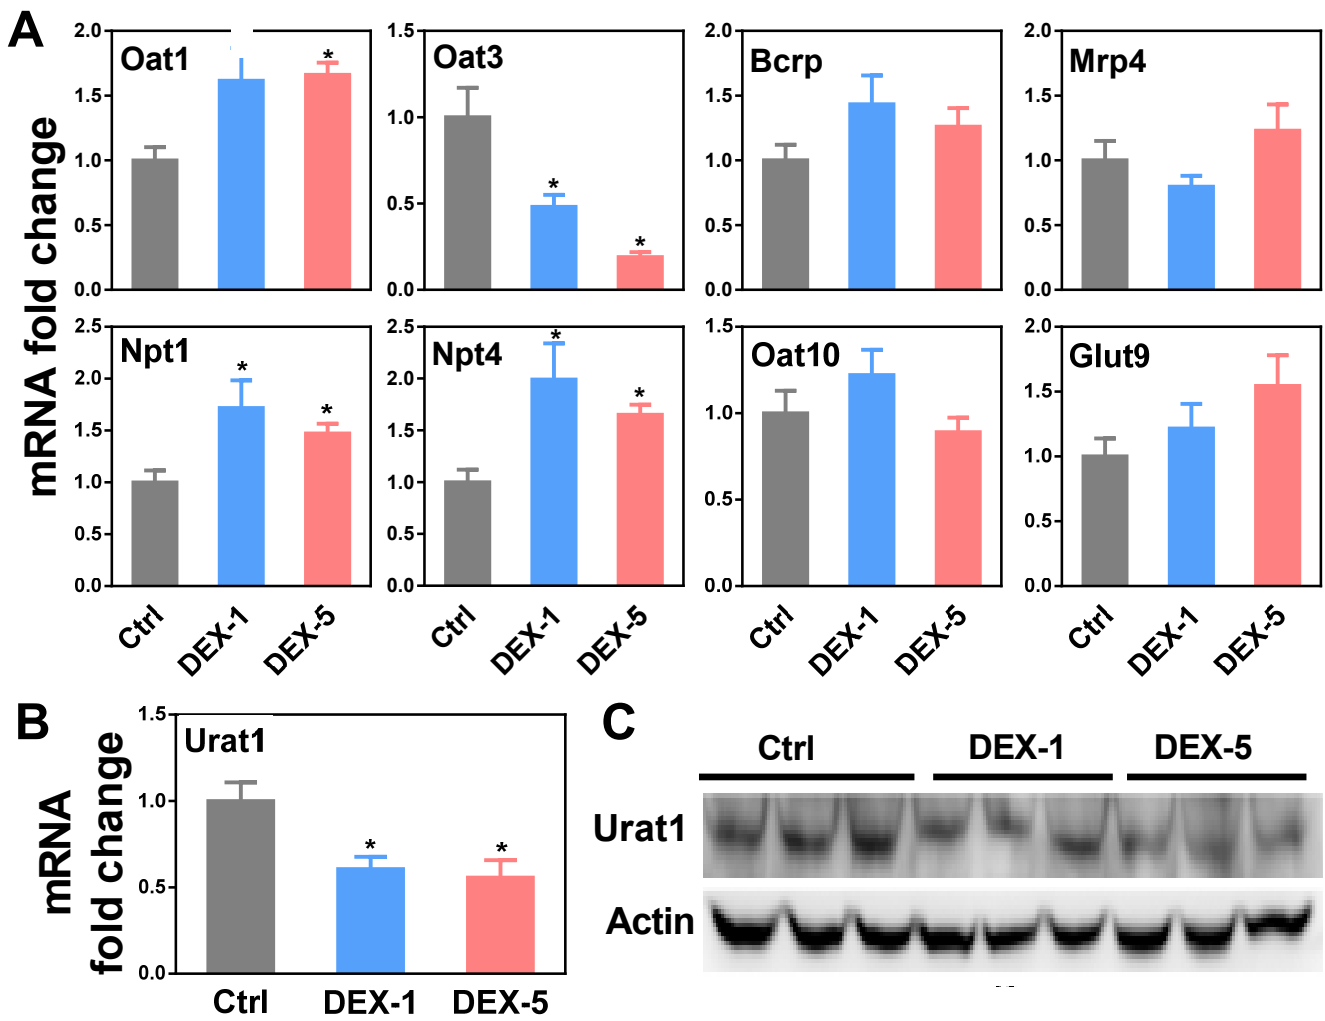 A
mRNA fold change
Oat1
2.0
1.5
1.0
0.5
0.0
*
Oat3
1.5
1.0
0.5
0.0
*
*
Bcrp
2.0
1.5
1.0
0.5
0.0
Mrp4
2.0
1.5
1.0
0.5
0.0
Npt1
2.5
2.0
1.5
1.0
0.5
0.0
*
*
Ctrl
DEX-1
DEX-5
Npt4
2.5
2.0
1.5
1.0
0.5
0.0
*
*
Ctrl
DEX-1
DEX-5
Oat10
1.5
1.0
0.5
0.0
Ctrl
DEX-1
DEX-5
Glut9
2.0
1.5
1.0
0.5
0.0
Ctrl
DEX-1
DEX-5
B
mRNA
fold change
Urat1
1.5
1.0
0.5
0.0
*
*
Ctrl
DEX-1
DEX-5
C
Ctrl
DEX-1
DEX-5
Urat1
Actin